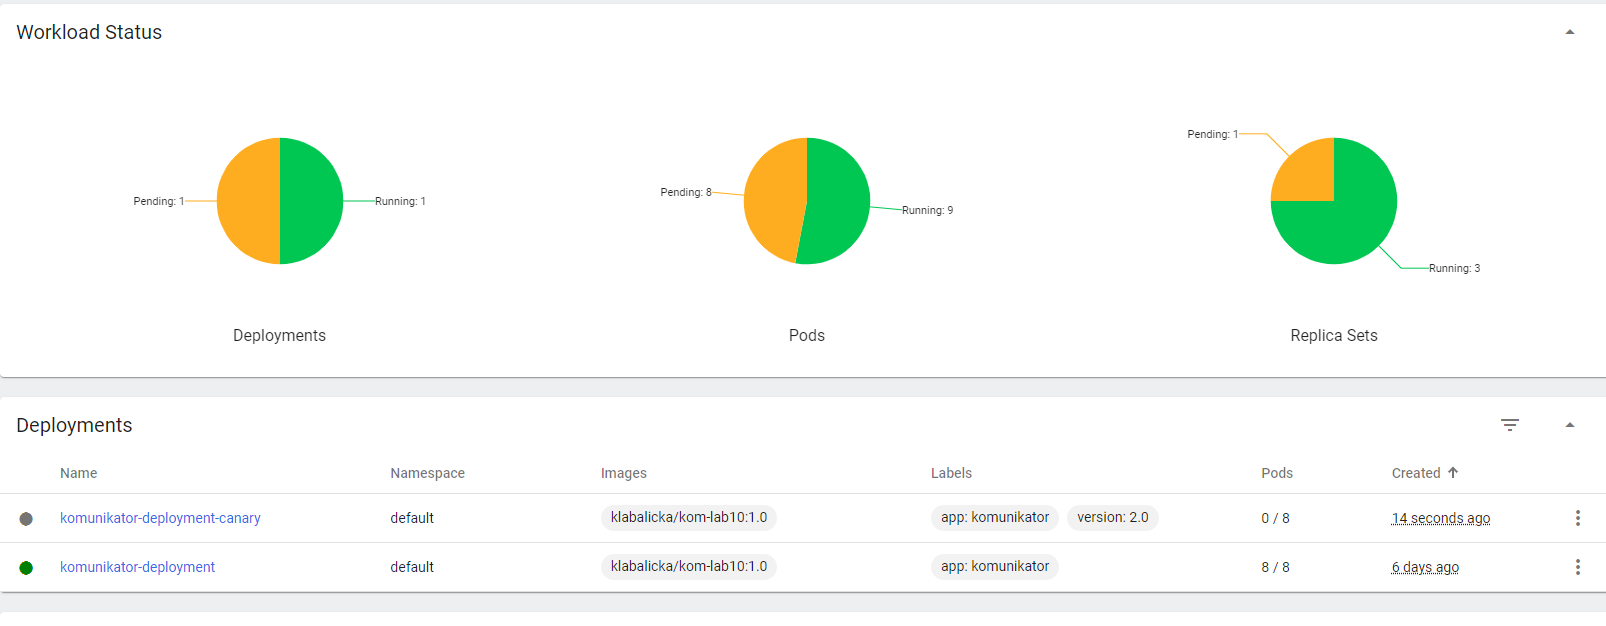 Workload Status
Pending: 1
Running: 1
Deployments
Pending: 8
Running: 9
Pods
Pending: 1
Running: 3
Replica Sets
Deployments
Name Namespace Images Labels Pods Created
komunikator-deployment-canary default klabalicka/kom-lab10:1.0 app: komunikator version: 2.0 0 / 8 14 seconds ago
komunikator-deployment default klabalicka/kom-lab10:1.0 app: komunikator 8 / 8 6 days ago